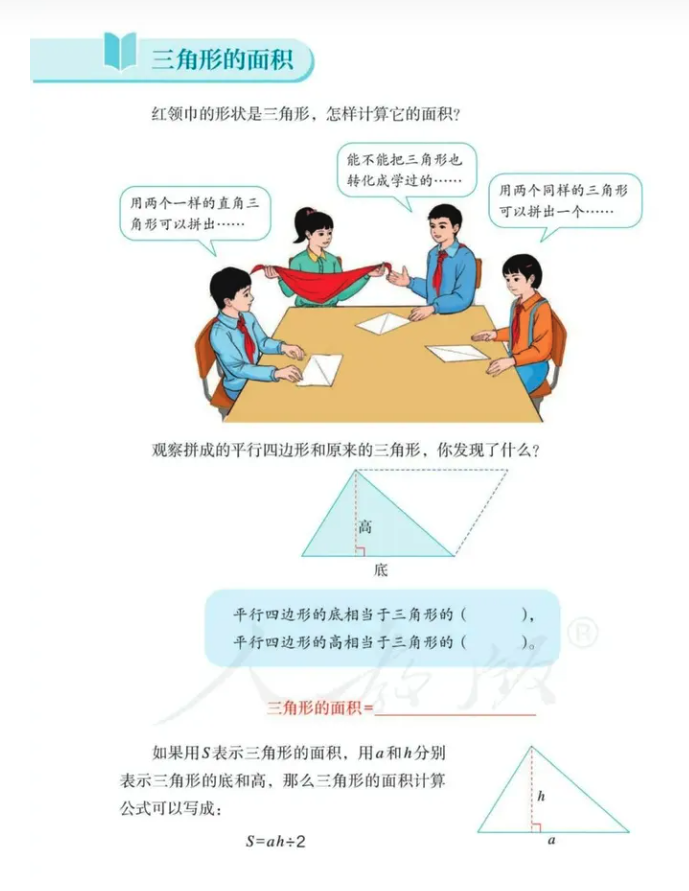 三角形的面积
红领巾的形状是三角形，怎样计算它的面积？
能不能把三角形也
转化成学过的……
用两个一样的直角三
角形可以拼出……
用两个同样的三角形
可以拼出一个……
观察拼成的平行四边形和原来的三角形，你发现了什么？
高
底
平行四边形的底相当于三角形的（　　），
平行四边形的高相当于三角形的（　　）。
人教版®
三角形的面积=＿＿＿＿＿＿
如果用S表示三角形的面积，用a和h分别
表示三角形的底和高，那么三角形的面积计算
公式可以写成：
S=ah÷2
h
a